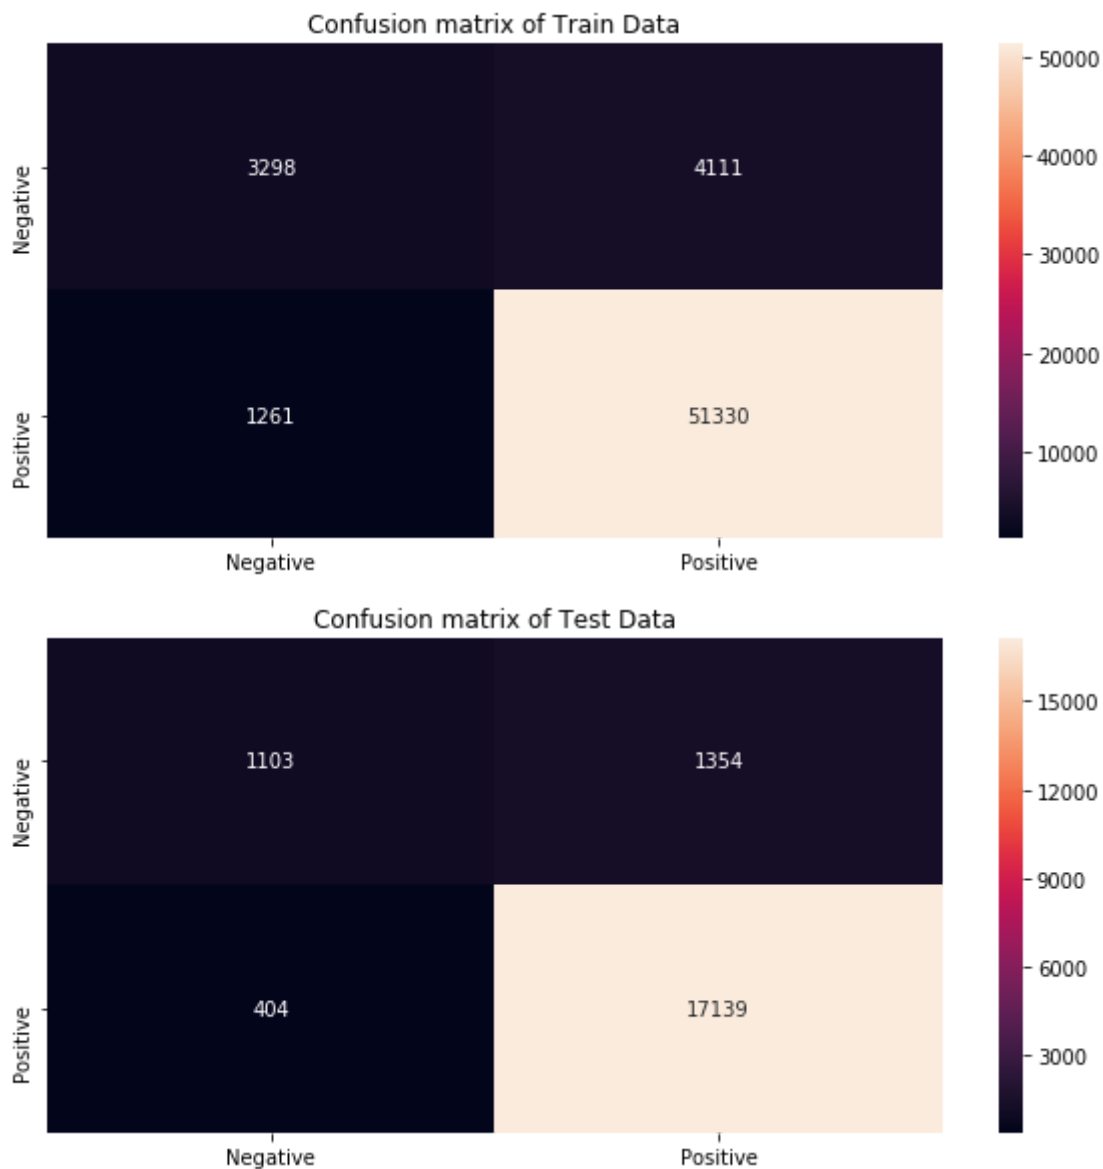 Confusion matrix of Train Data
50000
40000
30000
20000
10000
Negative
3298
4111
Positive
1261
51330
Negative
Positive
Confusion matrix of Test Data
15000
12000
9000
6000
3000
Negative
1103
1354
Positive
404
17139
Negative
Positive